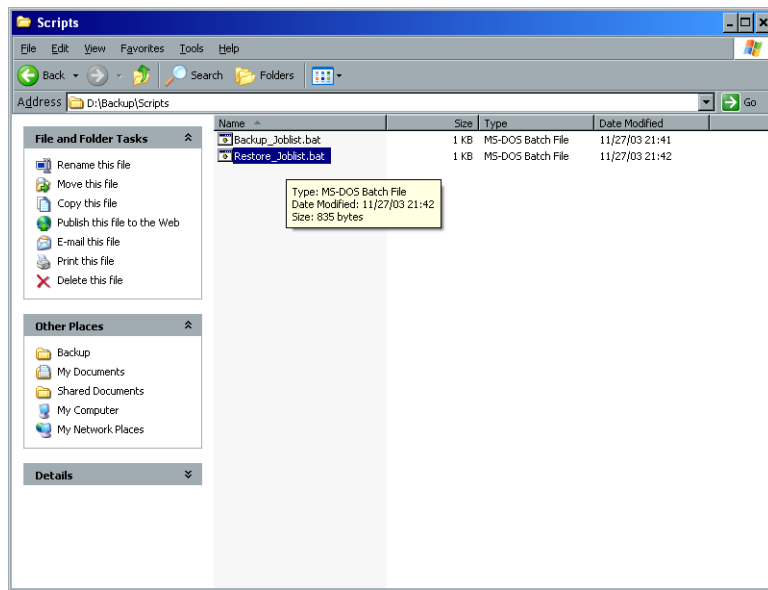 Scripts
File Edit View Favorites Tools Help
Back Search Folders
Address D:\Backup\Scripts Go
Name Size Type Date Modified
Backup_Joblist.bat 1 KB MS-DOS Batch File 11/27/03 21:41
Restore_Joblist.bat 1 KB MS-DOS Batch File 11/27/03 21:42
Type: MS-DOS Batch File
Date Modified: 11/27/03 21:42
Size: 835 bytes
File and Folder Tasks
Rename this file
Move this file
Copy this file
Publish this file to the Web
E-mail this file
Print this file
Delete this file
Other Places
Backup
My Documents
Shared Documents
My Computer
My Network Places
Details